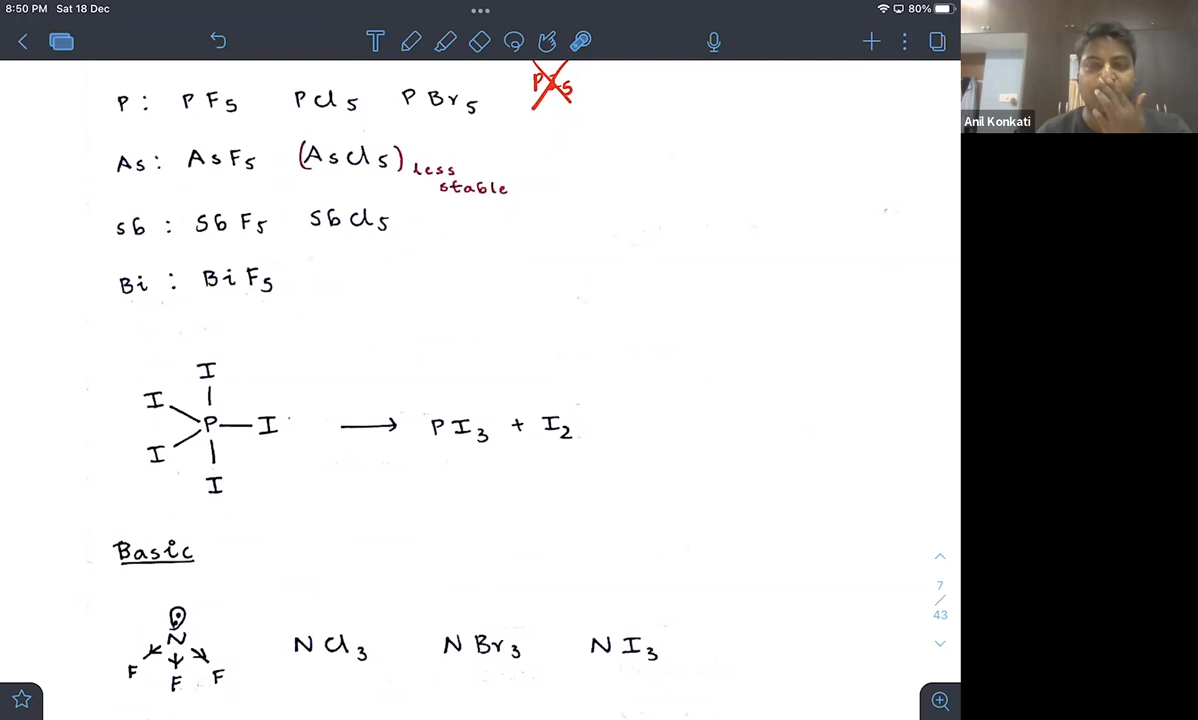 8:50 PM Sat 18 Dec
80%
Anil Konkati
P : PF5 PCl5 PBr5 PI5
As : AsF5 (AsCl5) less stable
Sb : SbF5 SbCl5
Bi : BiF5
I
I
P I → PI3 + I2
I
I
Basic
N NCl3 NBr3 NI3
F F F
7
/
43